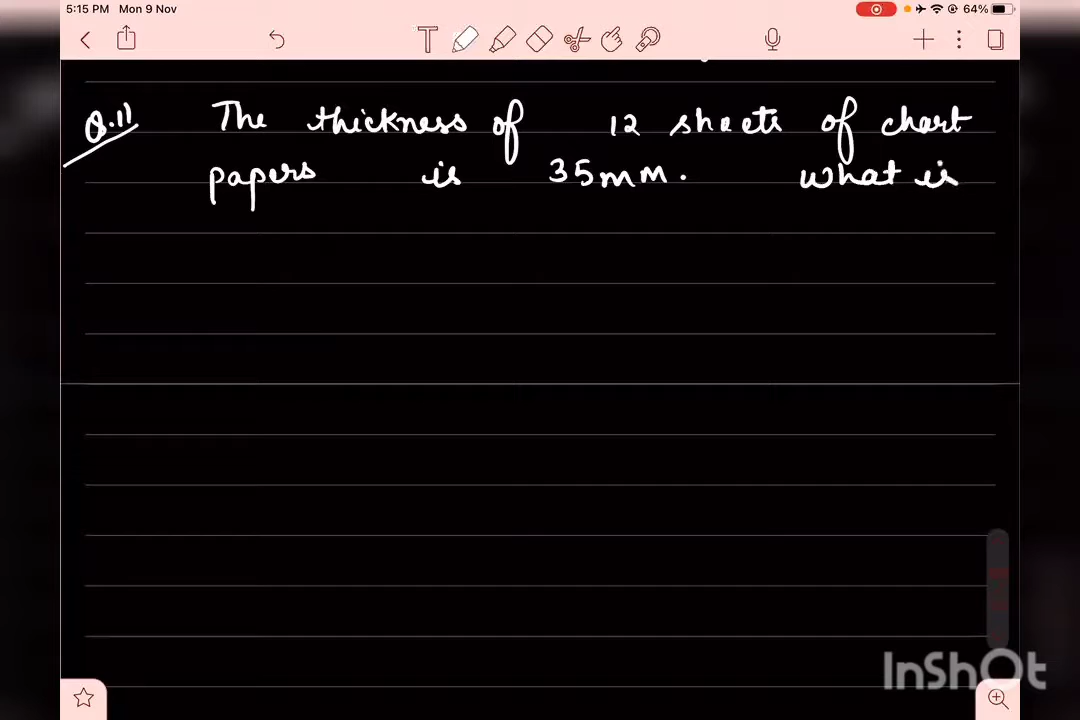 5:15 PM Mon 9 Nov
64%
T
Q.11 The thickness of 12 sheets of chart
papers is 35mm. what is
InShOt